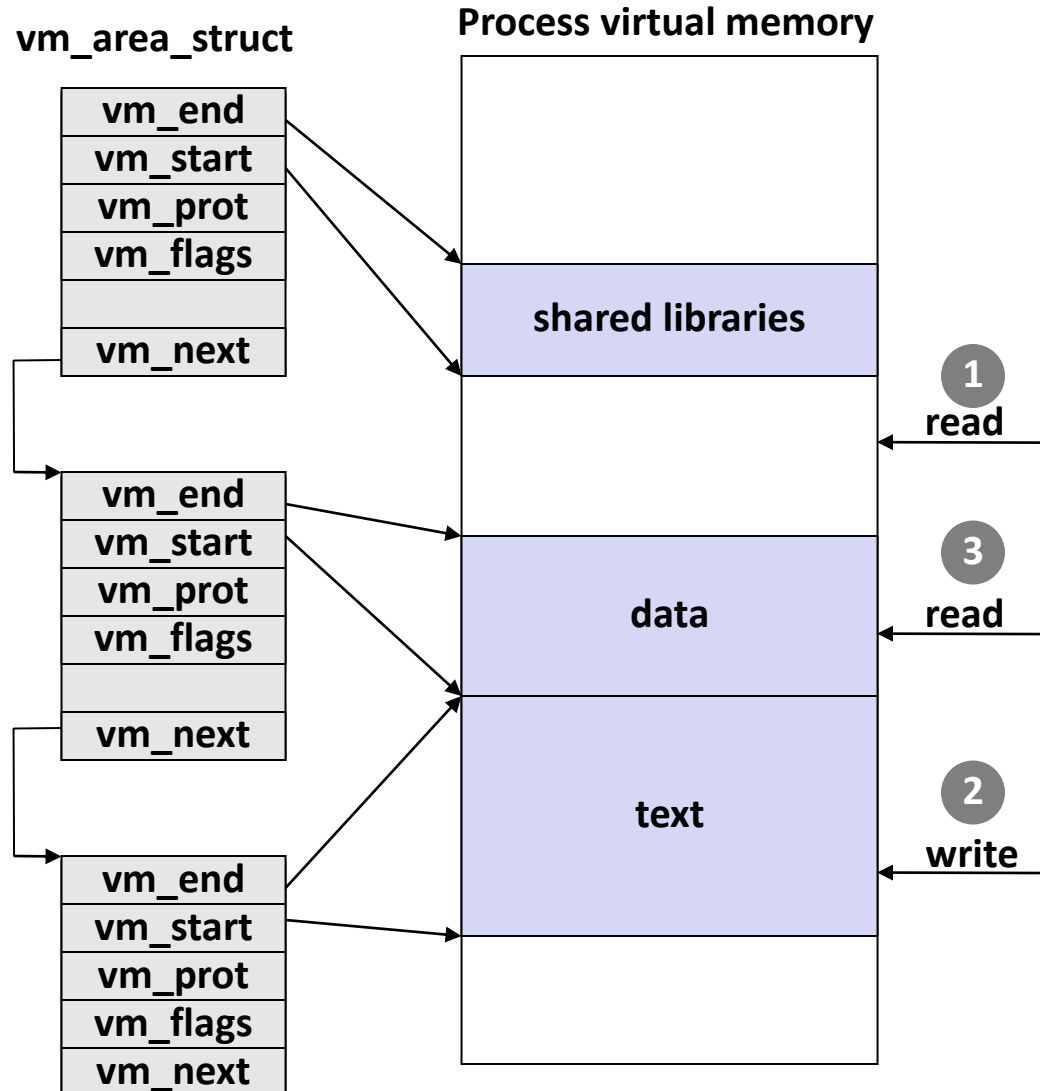 Process virtual memory
vm_area_struct
vm_end
vm_start
vm_prot
vm_flags
vm_next
shared libraries
1
read
vm_end
vm_start
vm_prot
vm_flags
vm_next
data
3
read
text
2
write
vm_end
vm_start
vm_prot
vm_flags
vm_next